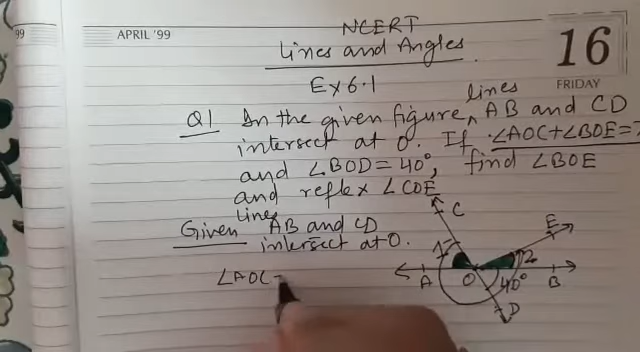 99
APRIL '99
16
FRIDAY
NCERT
Lines and Angles.
Ex 6.1
Q1 In the given figure, lines AB and CD
intersect at O. If ∠AOC+∠BOE=7
and ∠BOD = 40°, find ∠BOE
and reflex ∠COE
Given lines AB and CD
intersect at O.
∠AOC
C
E
1
2
A
O
40°
B
D